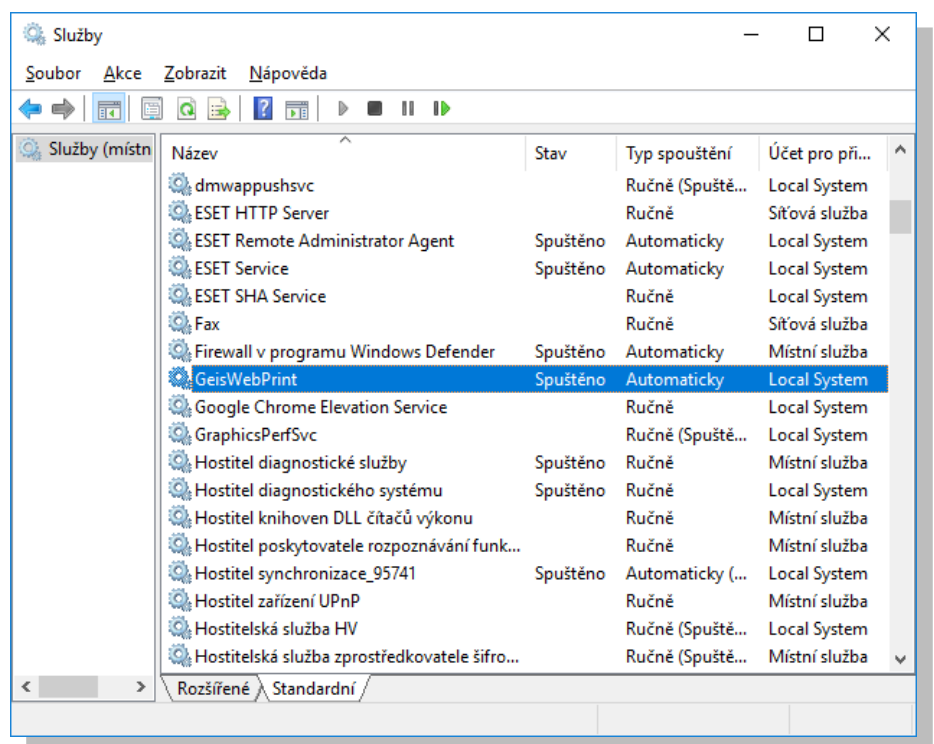 Služby
Soubor Akce Zobrazit Nápověda
Služby (místn
Název Stav Typ spouštění Účet pro při...
dmwappushsvc Ručně (Spuště... Local System
ESET HTTP Server Ručně Síťová služba
ESET Remote Administrator Agent Spuštěno Automaticky Local System
ESET Service Spuštěno Automaticky Local System
ESET SHA Service Ručně Local System
Fax Ručně Síťová služba
Firewall v programu Windows Defender Spuštěno Automaticky Místní služba
GeisWebPrint Spuštěno Automaticky Local System
Google Chrome Elevation Service Ručně Local System
GraphicsPerfSvc Ručně (Spuště... Local System
Hostitel diagnostické služby Spuštěno Ručně Místní služba
Hostitel diagnostického systému Spuštěno Ručně Local System
Hostitel knihoven DLL čítačů výkonu Ručně Místní služba
Hostitel poskytovatele rozpoznávání funk... Ručně Místní služba
Hostitel synchronizace_95741 Spuštěno Automaticky (... Local System
Hostitel zařízení UPnP Ručně Místní služba
Hostitelská služba HV Ručně (Spuště... Local System
Hostitelská služba zprostředkovatele šifro... Ručně (Spuště... Místní služba
Rozšířené Standardní